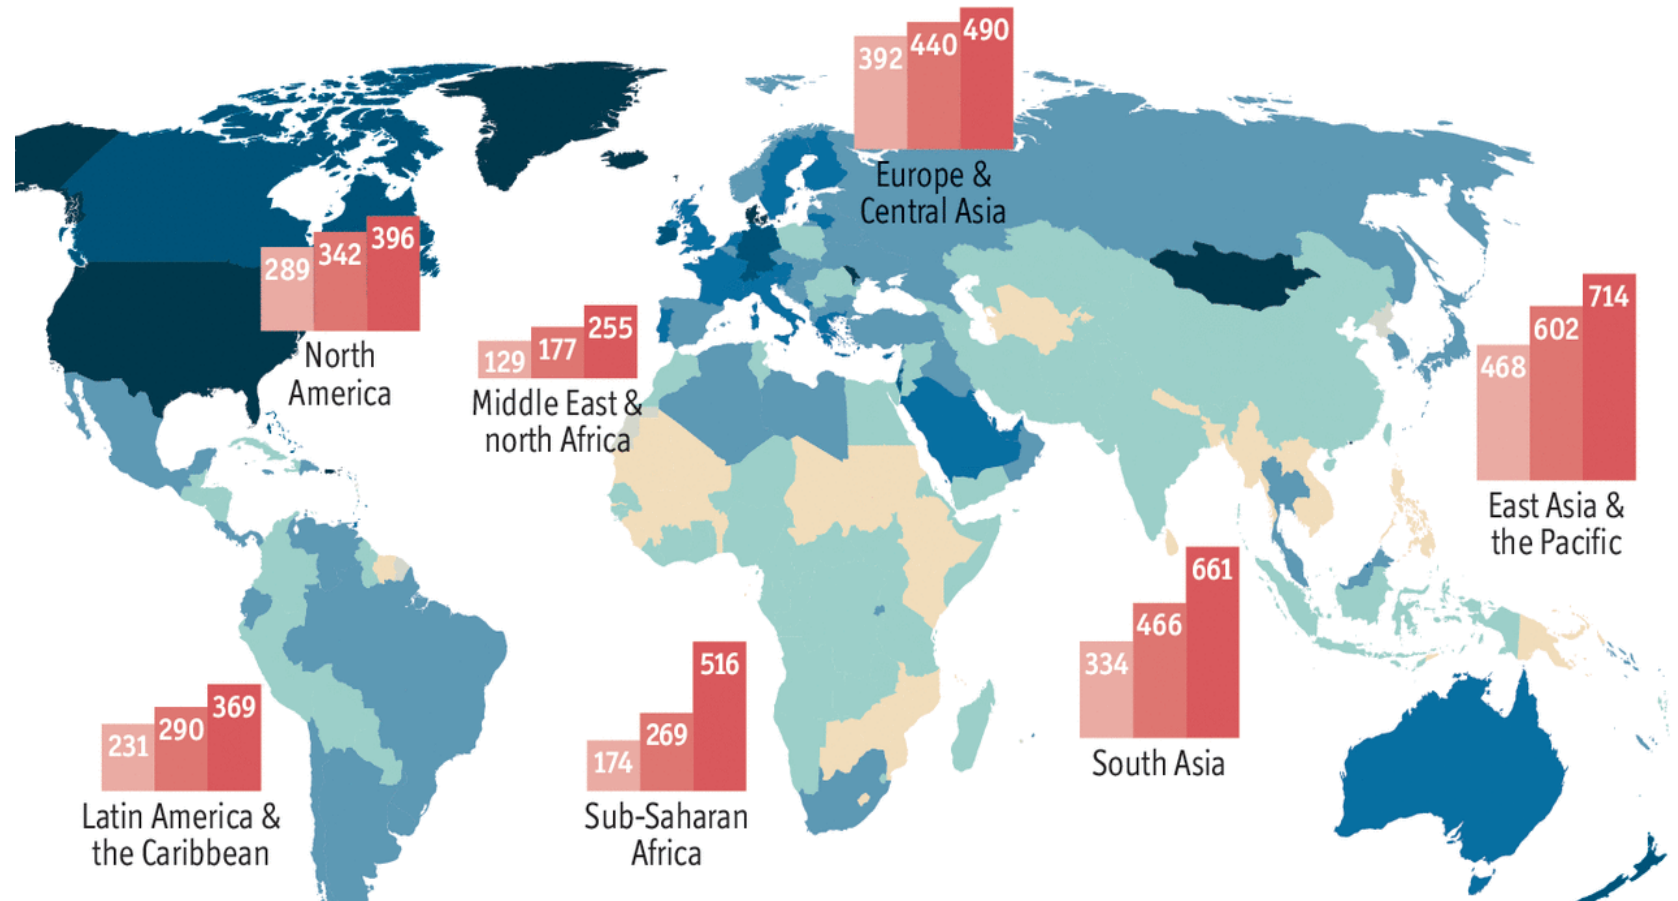 392 440 490
Europe &
Central Asia
289 342 396
North
America
129 177 255
Middle East &
north Africa
468 602 714
East Asia &
the Pacific
334 466 661
South Asia
174 269 516
Sub-Saharan
Africa
231 290 369
Latin America &
the Caribbean